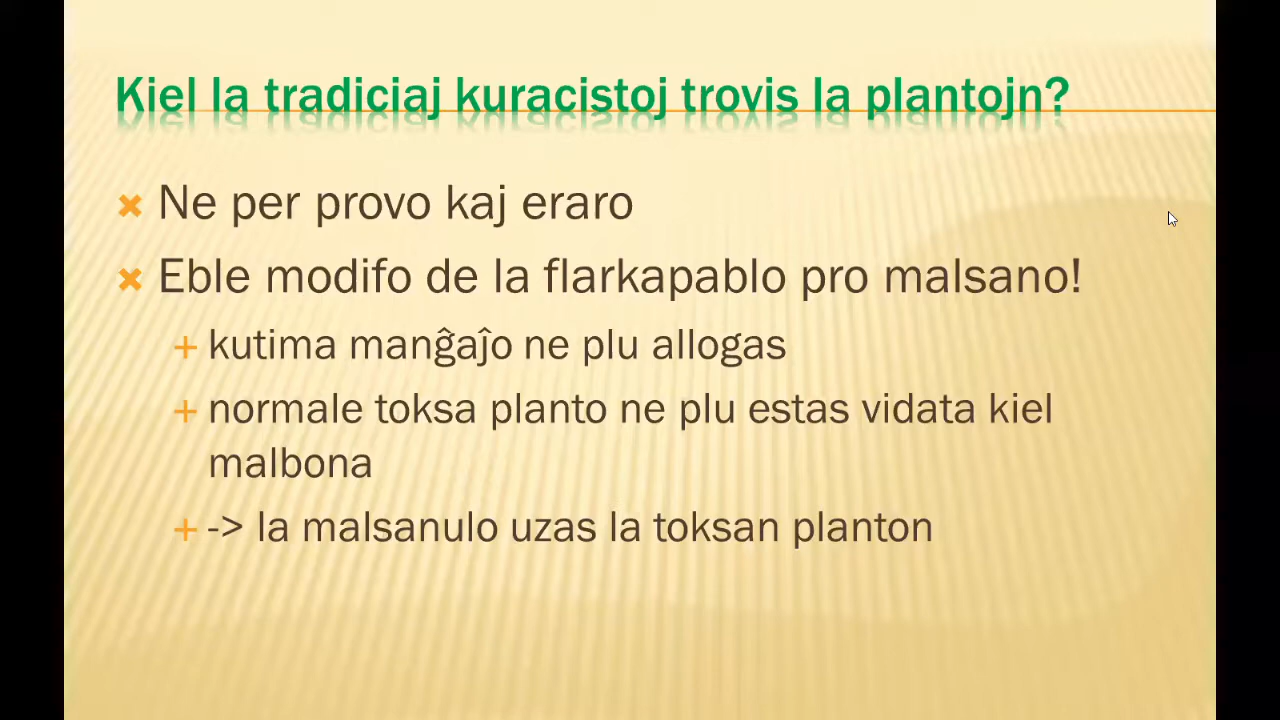 Kiel la tradiciaj kuracistoj trovis la plantojn?
Ne per provo kaj eraro
Eble modifo de la flarkapablo pro malsano!
kutima manĝaĵo ne plu allogas
normale toksa planto ne plu estas vidata kiel
malbona
-> la malsanulo uzas la toksan planton